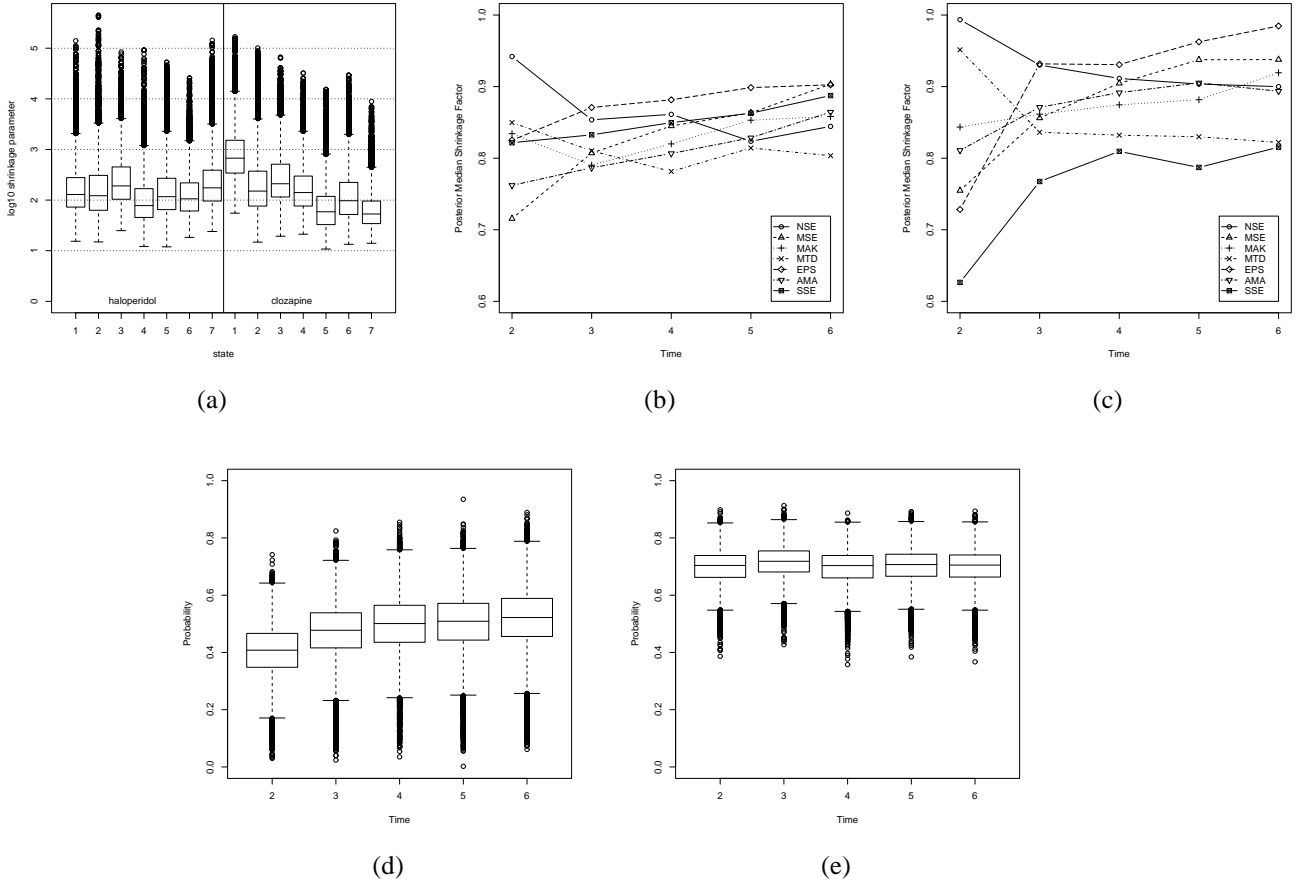 log10 shrinkage parameter
5
4
3
2
1
0
haloperidol
clozapine
1 2 3 4 5 6 7 1 2 3 4 5 6 7
state
(a)
Posterior Median Shrinkage Factor
1.0
0.9
0.8
0.7
0.6
NSE
MSE
MAK
MTD
EPS
AMA
SSE
2 3 4 5 6
Time
(b)
Posterior Median Shrinkage Factor
1.0
0.9
0.8
0.7
0.6
NSE
MSE
MAK
MTD
EPS
AMA
SSE
2 3 4 5 6
Time
(c)
Probability
1.0
0.8
0.6
0.4
0.2
0.0
2 3 4 5 6
Time
(d)
Probability
1.0
0.8
0.6
0.4
0.2
0.0
2 3 4 5 6
Time
(e)